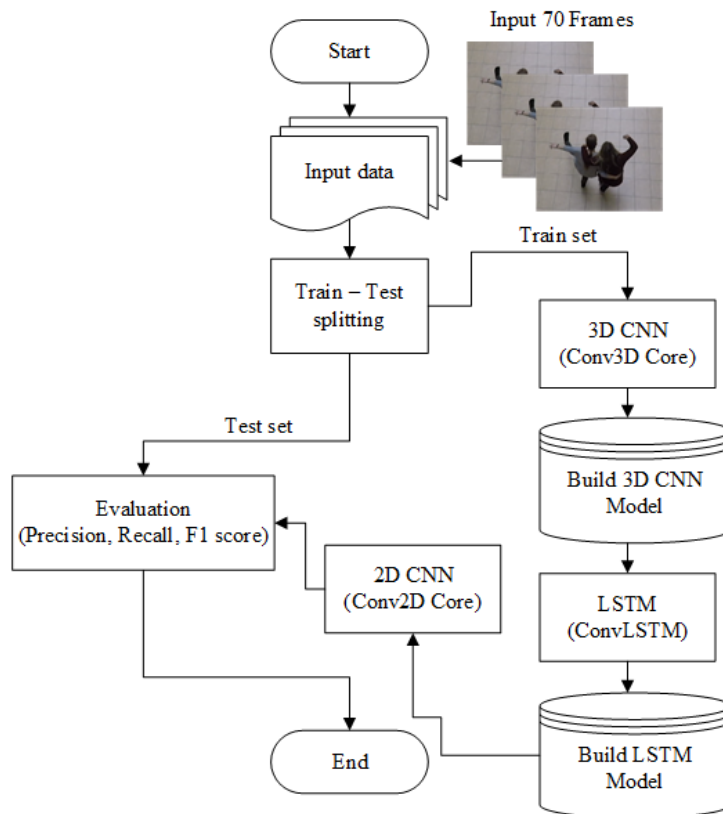 Input 70 Frames
Start
Input data
Train set
Train – Test
splitting
3D CNN
(Conv3D Core)
Test set
Build 3D CNN
Model
Evaluation
(Precision, Recall, F1 score)
2D CNN
(Conv2D Core)
LSTM
(ConvLSTM)
End
Build LSTM
Model